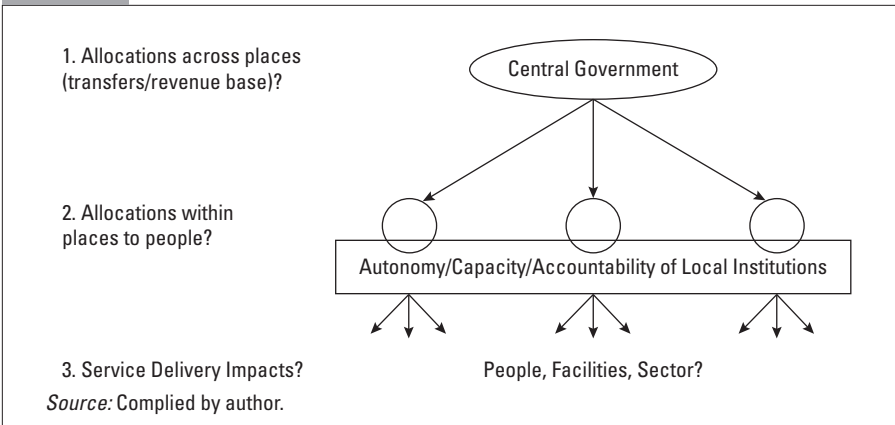 1. Allocations across places
(transfers/revenue base)?
Central Government
2. Allocations within
places to people?
Autonomy/Capacity/Accountability of Local Institutions
3. Service Delivery Impacts?
People, Facilities, Sector?
Source: Complied by author.